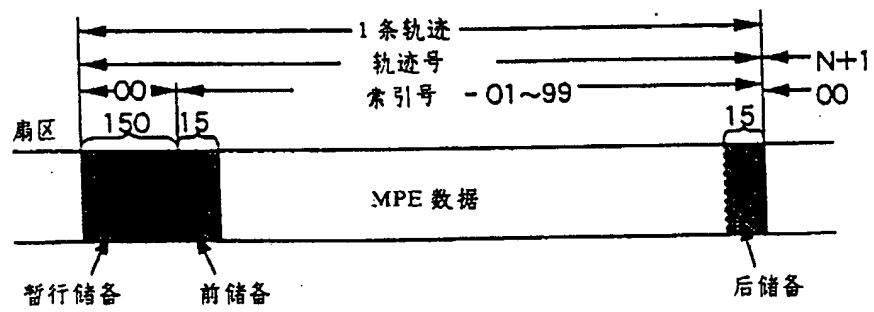 1条轨迹
轨迹号 N+1
00 索引号 -01~99 00
扇区 150 15 15
MPE 数据
暂行储备 前储备 后储备